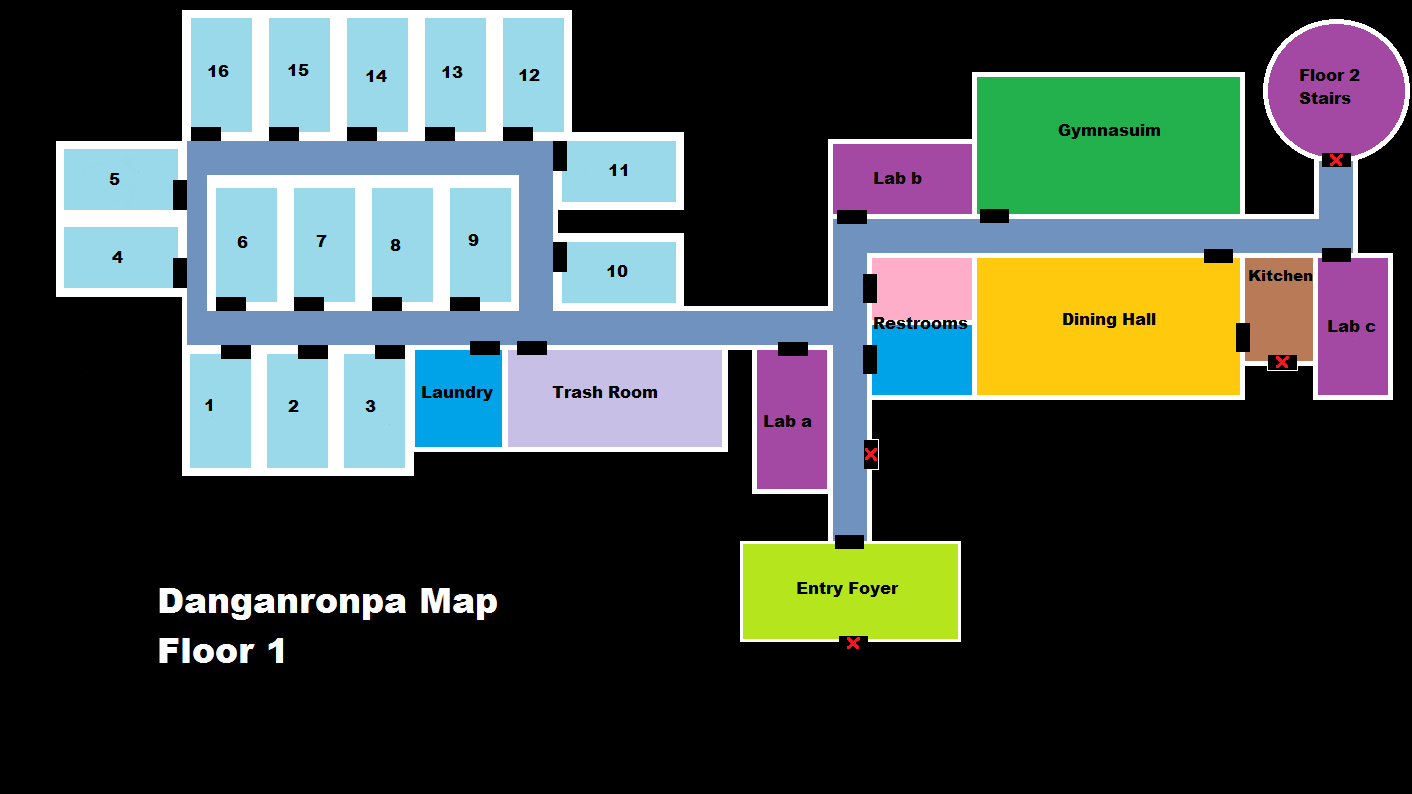 16
15
14
13
12
Floor 2
Stairs
Gymnasuim
5
11
Lab b
6
7
8
9
4
10
Kitchen
Restrooms
Dining Hall
Lab c
1
2
3
Laundry
Trash Room
Lab a
Entry Foyer
Danganronpa Map
Floor 1